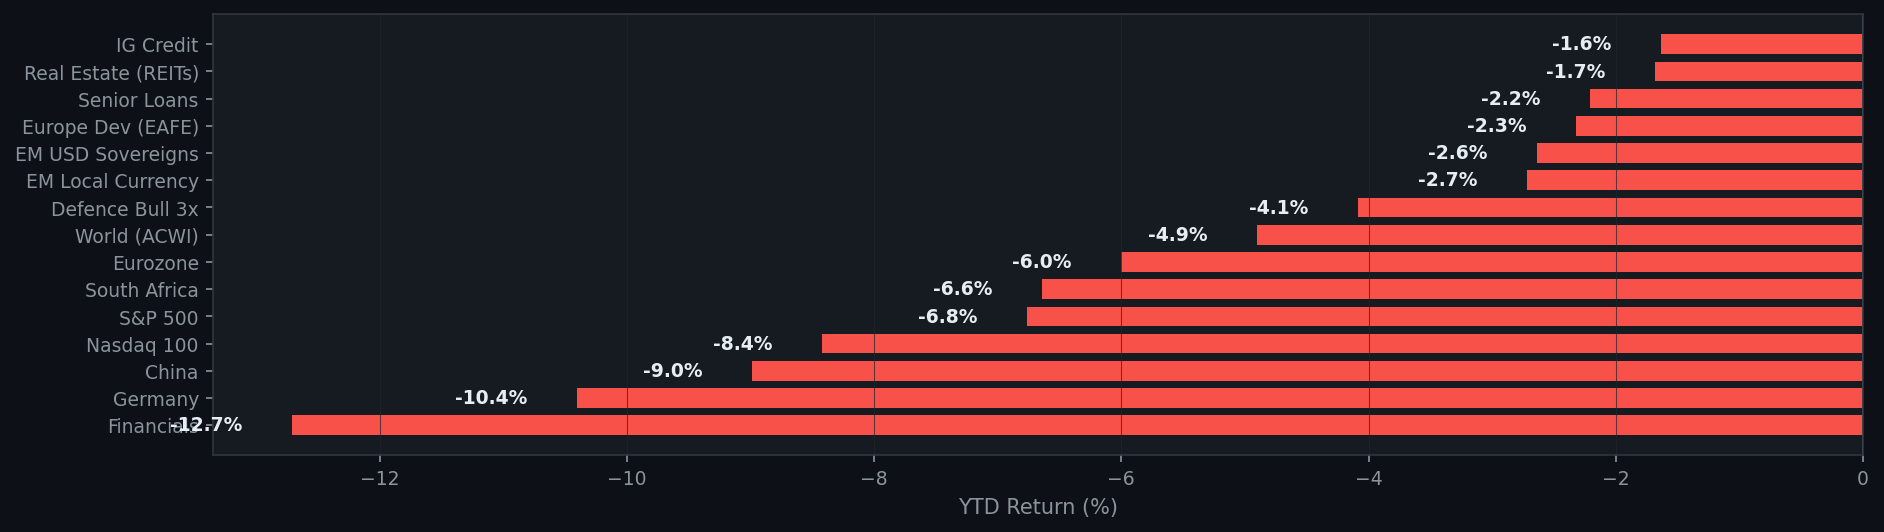 IG Credit -1.6%
Real Estate (REITs) -1.7%
Senior Loans -2.2%
Europe Dev (EAFE) -2.3%
EM USD Sovereigns -2.6%
EM Local Currency -2.7%
Defence Bull 3x -4.1%
World (ACWI) -4.9%
Eurozone -6.0%
South Africa -6.6%
S&P 500 -6.8%
Nasdaq 100 -8.4%
China -9.0%
Germany -10.4%
Financials -12.7%
−12 −10 −8 −6 −4 −2 0
YTD Return (%)